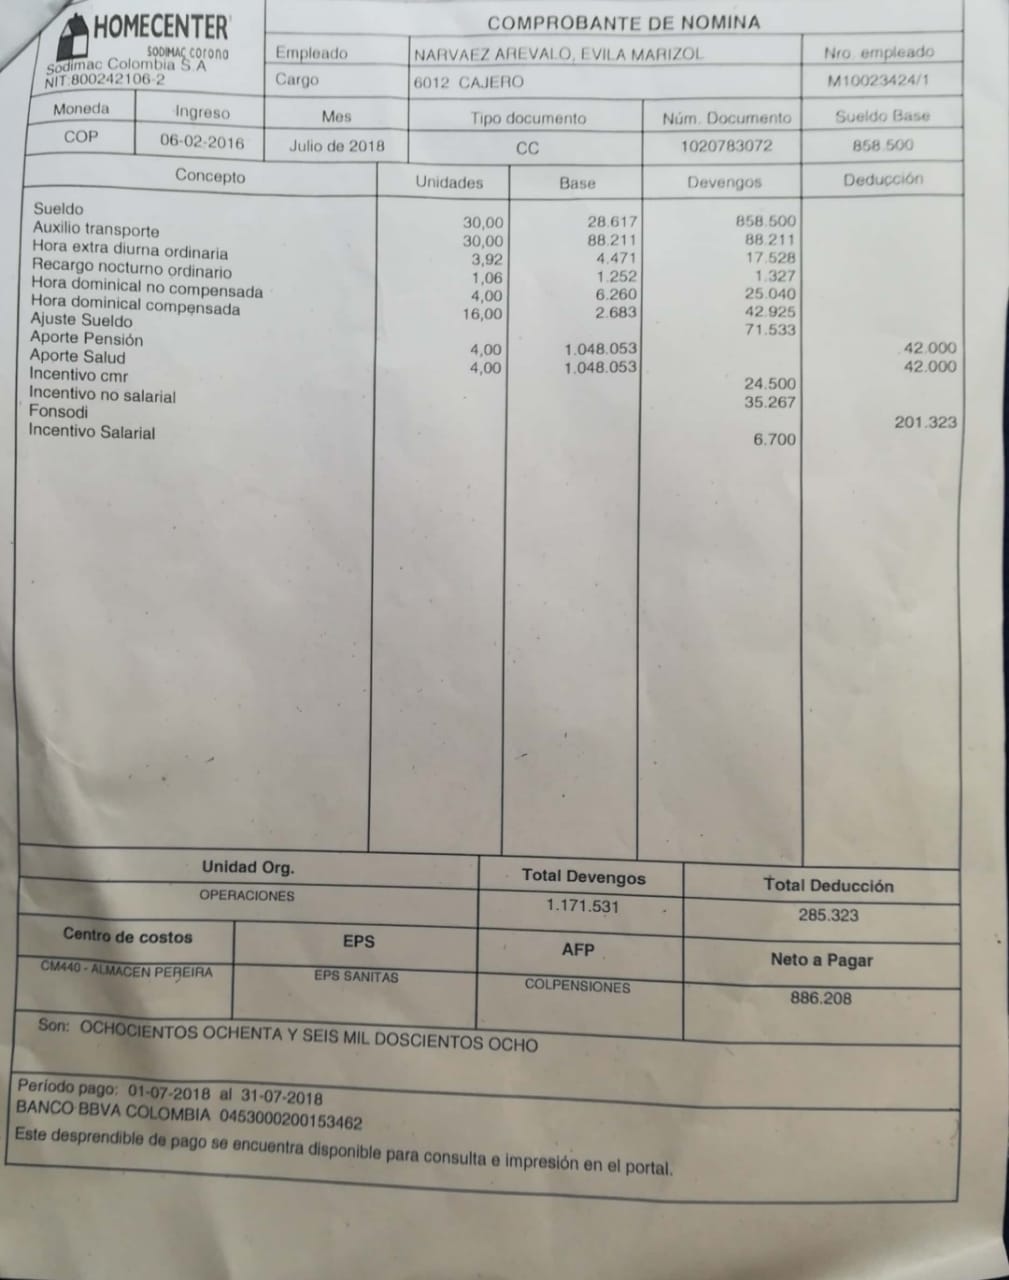 HOMECENTER
SODIMAC corona
Sodimac Colombia S.A
NIT:800242106-2
COMPROBANTE DE NOMINA
Empleado NARVAEZ AREVALO, EVILA MARIZOL Nro. empleado
Cargo 6012 CAJERO M10023424/1
Moneda Ingreso Mes Tipo documento Núm. Documento Sueldo Base
COP 06-02-2016 Julio de 2018 CC 1020783072 858.500
Concepto Unidades Base Devengos Deducción
Sueldo 30,00 28.617 858.500
Auxilio transporte 30,00 88.211 88.211
Hora extra diurna ordinaria 3,92 4.471 17.528
Recargo nocturno ordinario 1,06 1.252 1.327
Hora dominical no compensada 4,00 6.260 25.040
Hora dominical compensada 16,00 2.683 42.925
Ajuste Sueldo 71.533
Aporte Pensión 4,00 1.048.053 42.000
Aporte Salud 4,00 1.048.053 42.000
Incentivo cmr 24.500
Incentivo no salarial 35.267
Fonsodi 201.323
Incentivo Salarial 6.700
Unidad Org. Total Devengos Total Deducción
OPERACIONES 1.171.531 285.323
Centro de costos EPS AFP Neto a Pagar
CM440 - ALMACEN PEREIRA EPS SANITAS COLPENSIONES 886.208
Son: OCHOCIENTOS OCHENTA Y SEIS MIL DOSCIENTOS OCHO
Período pago: 01-07-2018 al 31-07-2018
BANCO BBVA COLOMBIA 0453000200153462
Este desprendible de pago se encuentra disponible para consulta e impresión en el portal.